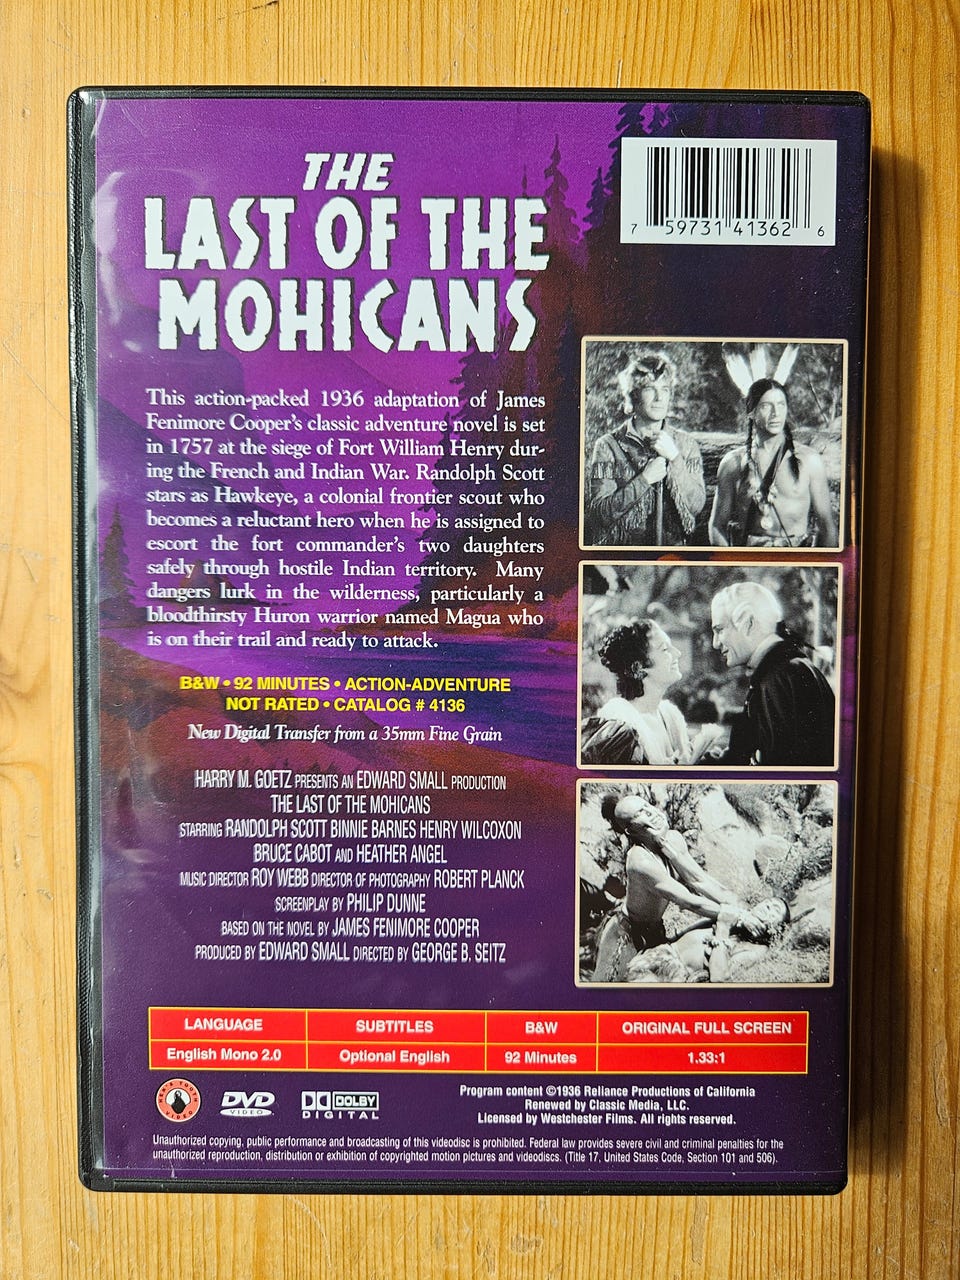 THE
LAST OF THE
MOHICANS
7 59731 41362 6
This action-packed 1936 adaptation of James
Fenimore Cooper's classic adventure novel is set
in 1757 at the siege of Fort William Henry dur-
ing the French and Indian War. Randolph Scott
stars as Hawkeye, a colonial frontier scout who
becomes a reluctant hero when he is assigned to
escort the fort commander's two daughters
safely through hostile Indian territory. Many
dangers lurk in the wilderness, particularly a
bloodthirsty Huron warrior named Magua who
is on their trail and ready to attack.
B&W • 92 MINUTES • ACTION-ADVENTURE
NOT RATED • CATALOG # 4136
New Digital Transfer from a 35mm Fine Grain
HARRY M. GOETZ PRESENTS AN EDWARD SMALL PRODUCTION
THE LAST OF THE MOHICANS
STARRING RANDOLPH SCOTT BINNIE BARNES HENRY WILCOXON
BRUCE CABOT AND HEATHER ANGEL
MUSIC DIRECTOR ROY WEBB DIRECTOR OF PHOTOGRAPHY ROBERT PLANCK
SCREENPLAY BY PHILIP DUNNE
BASED ON THE NOVEL BY JAMES FENIMORE COOPER
PRODUCED BY EDWARD SMALL DIRECTED BY GEORGE B. SEITZ
LANGUAGE SUBTITLES B&W ORIGINAL FULL SCREEN
English Mono 2.0 Optional English 92 Minutes 1.33:1
HEN'S TOOTH VIDEO
DVD VIDEO
DOLBY DIGITAL
Program content ©1936 Reliance Productions of California
Renewed by Classic Media, LLC.
Licensed by Westchester Films. All rights reserved.
Unauthorized copying, public performance and broadcasting of this videodisc is prohibited. Federal law provides severe civil and criminal penalties for the
unauthorized reproduction, distribution or exhibition of copyrighted motion pictures and videodiscs. (Title 17, United States Code, Section 101 and 506).